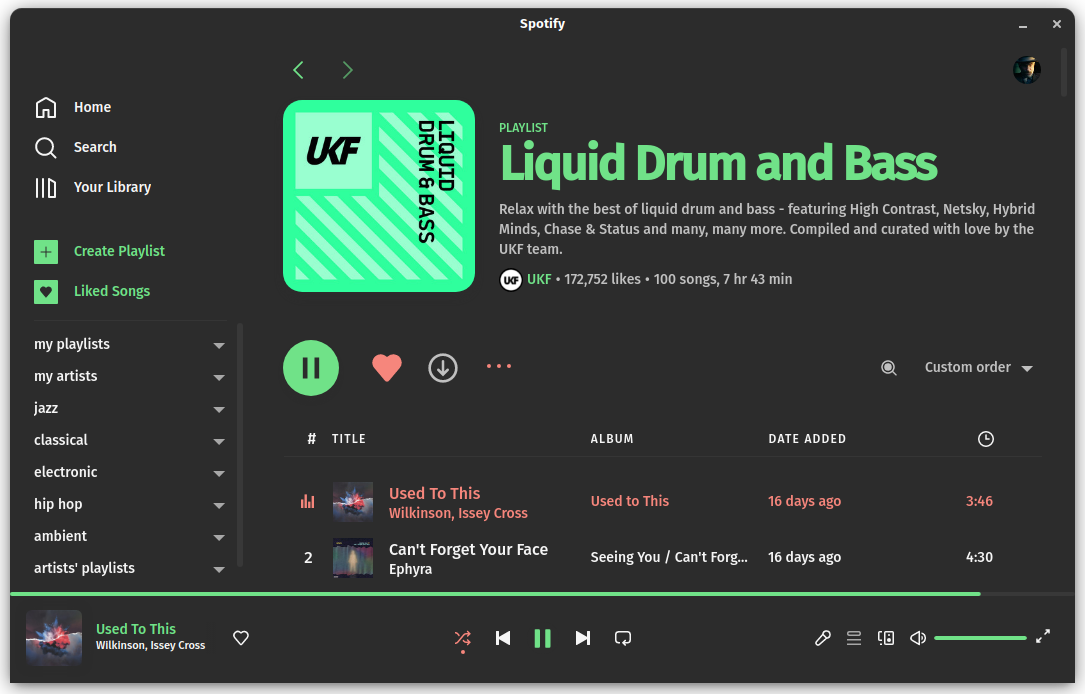 Spotify
Home
Search
Your Library
Create Playlist
Liked Songs
my playlists
my artists
jazz
classical
electronic
hip hop
ambient
artists' playlists
UKF
LIQUID
DRUM & BASS
PLAYLIST
Liquid Drum and Bass
Relax with the best of liquid drum and bass - featuring High Contrast, Netsky, Hybrid
Minds, Chase & Status and many, many more. Compiled and curated with love by the
UKF team.
UKF UKF • 172,752 likes • 100 songs, 7 hr 43 min
Custom order
# TITLE ALBUM DATE ADDED
Used To This Used to This 16 days ago 3:46
Wilkinson, Issey Cross
2 Can't Forget Your Face Seeing You / Can't Forg... 16 days ago 4:30
Ephyra
Used To This
Wilkinson, Issey Cross